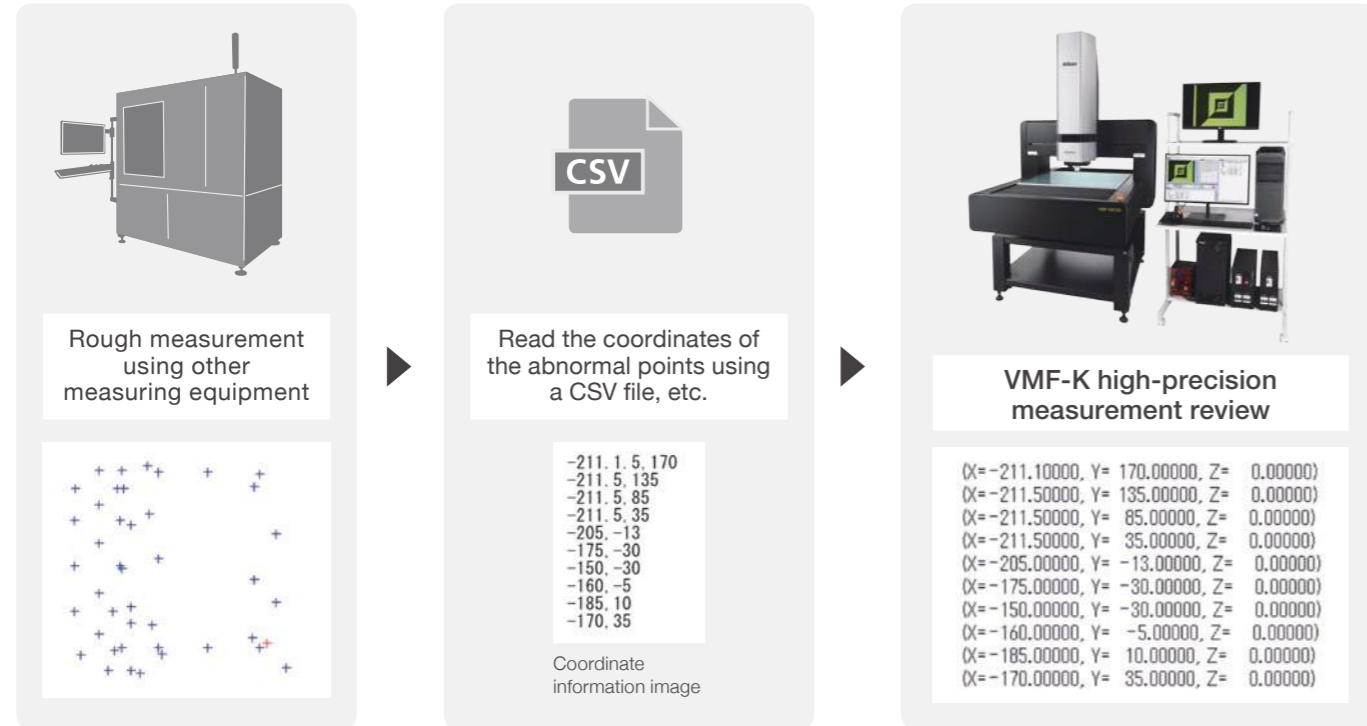 Rough measurement
using other
measuring equipment
CSV
Read the coordinates of
the abnormal points using
a CSV file, etc.
-211. 1. 5, 170
-211. 5, 135
-211. 5, 85
-211. 5, 35
-205, -13
-175, -30
-150, -30
-160, -5
-185, 10
-170, 35
Coordinate
information image
Nikon
VMF-K high-precision
measurement review
(X=-211.10000, Y= 170.00000, Z= 0.00000)
(X=-211.50000, Y= 135.00000, Z= 0.00000)
(X=-211.50000, Y= 85.00000, Z= 0.00000)
(X=-211.50000, Y= 35.00000, Z= 0.00000)
(X=-205.00000, Y= -13.00000, Z= 0.00000)
(X=-175.00000, Y= -30.00000, Z= 0.00000)
(X=-150.00000, Y= -30.00000, Z= 0.00000)
(X=-160.00000, Y= -5.00000, Z= 0.00000)
(X=-185.00000, Y= 10.00000, Z= 0.00000)
(X=-170.00000, Y= 35.00000, Z= 0.00000)